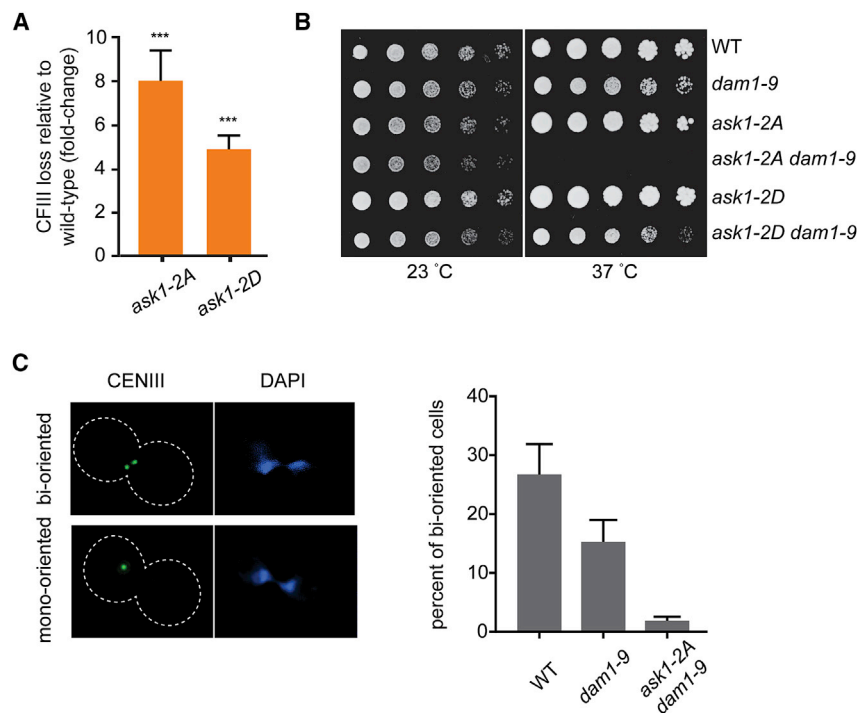 A
CFIII loss relative to
wild-type (fold-change)
10
8
6
4
2
0
***
***
ask1-2A
ask1-2D
B
WT
dam1-9
ask1-2A
ask1-2A dam1-9
ask1-2D
ask1-2D dam1-9
23 °C
37 °C
C
CENIII
DAPI
bi-oriented
mono-oriented
percent of bi-oriented cells
40
30
20
10
0
WT
dam1-9
ask1-2A
dam1-9